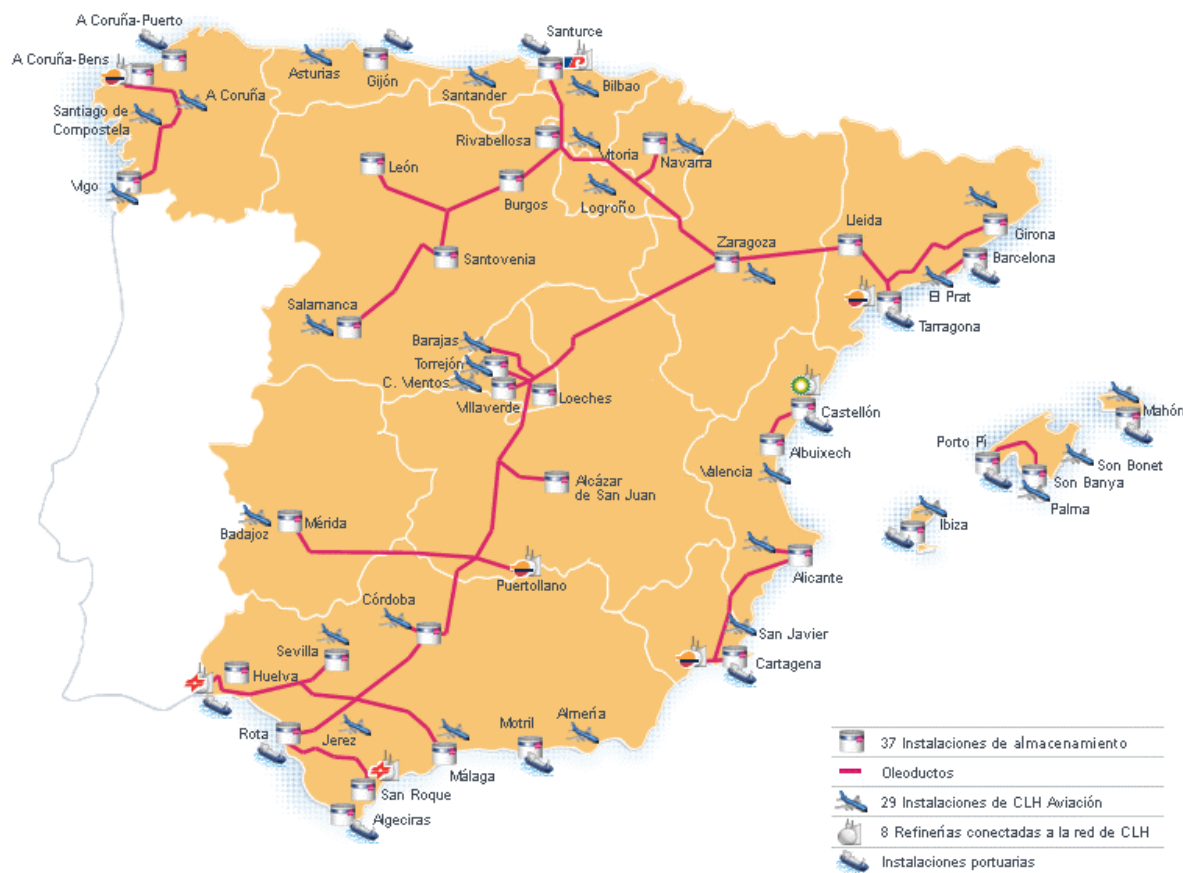 A Coruña-Puerto
Santurce
A Coruña-Bens
Asturias
Gijón
Santander
Bilbao
A Coruña
Santiago de
Compostela
Rivabellosa
Vitoria
Navarra
León
Vigo
Burgos
Logroño
Lleida
Girona
Zaragoza
Barcelona
Santovenia
El Prat
Salamanca
Tarragona
Barajas
Torrejón
C. Vientos
Villaverde
Loeches
Castellón
Mahón
Porto Pí
Albuixech
Son Bonet
Valencia
Alcázar
de San Juan
Son Banya
Palma
Mérida
Badajoz
Ibiza
Puertollano
Alicante
Córdoba
San Javier
Sevilla
Cartagena
Huelva
Rota
Jerez
Motril
Almería
Málaga
San Roque
Algeciras
37 Instalaciones de almacenamiento
Oleoductos
29 Instalaciones de CLH Aviación
8 Refinerías conectadas a la red de CLH
Instalaciones portuarias